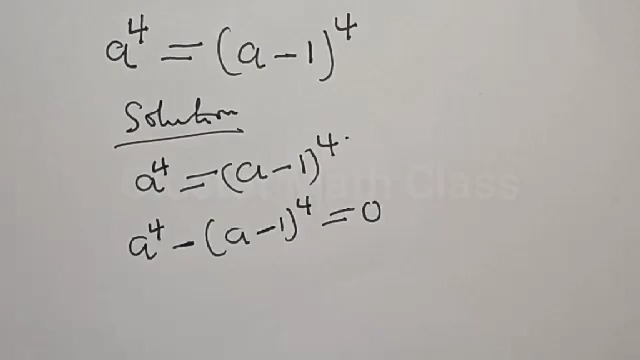 a⁴ = (a - 1)⁴
Solution
a⁴ = (a - 1)⁴
a⁴ - (a - 1)⁴ = 0